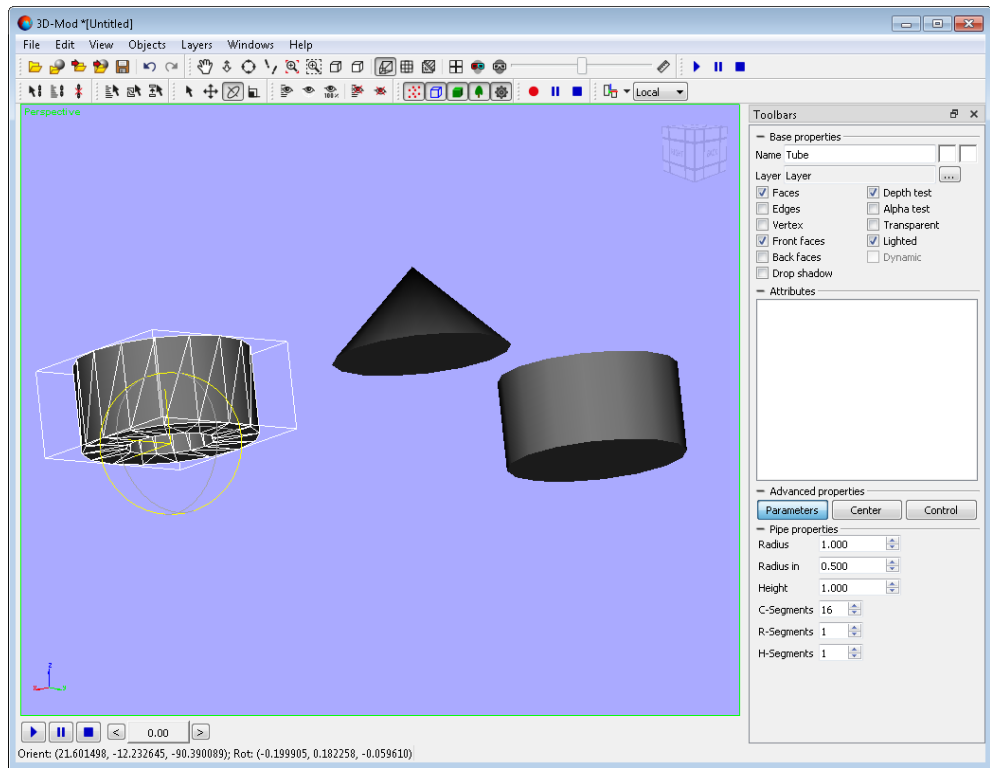 3D-Mod *[Untitled]
File Edit View Objects Layers Windows Help
100%
Local
Perspective
Toolbars
Base properties
Name Tube
Layer Layer ...
Faces Depth test
Edges Alpha test
Vertex Transparent
Front faces Lighted
Back faces Dynamic
Drop shadow
Attributes
Advanced properties
Parameters Center Control
Pipe properties
Radius 1.000
Radius in 0.500
Height 1.000
C-Segments 16
R-Segments 1
H-Segments 1
z
< 0.00 >
Orient: (21.601498, -12.232645, -90.390089); Rot: (-0.199905, 0.182258, -0.059610)